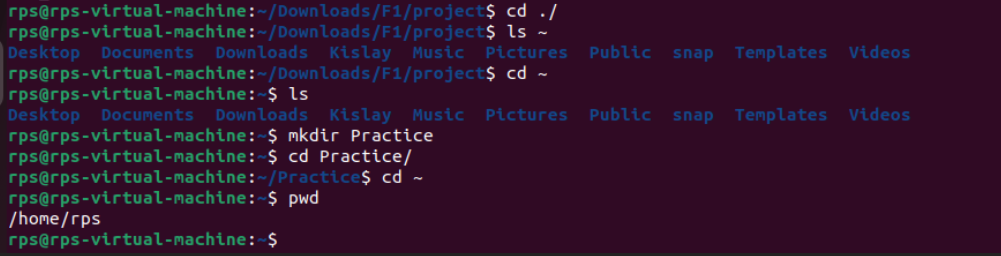 rps@rps-virtual-machine:~/Downloads/F1/project$ cd ./
rps@rps-virtual-machine:~/Downloads/F1/project$ ls ~
Desktop  Documents  Downloads  Kislay  Music  Pictures  Public  snap  Templates  Videos
rps@rps-virtual-machine:~/Downloads/F1/project$ cd ~
rps@rps-virtual-machine:~$ ls
Desktop  Documents  Downloads  Kislay  Music  Pictures  Public  snap  Templates  Videos
rps@rps-virtual-machine:~$ mkdir Practice
rps@rps-virtual-machine:~$ cd Practice/
rps@rps-virtual-machine:~/Practice$ cd ~
rps@rps-virtual-machine:~$ pwd
/home/rps
rps@rps-virtual-machine:~$